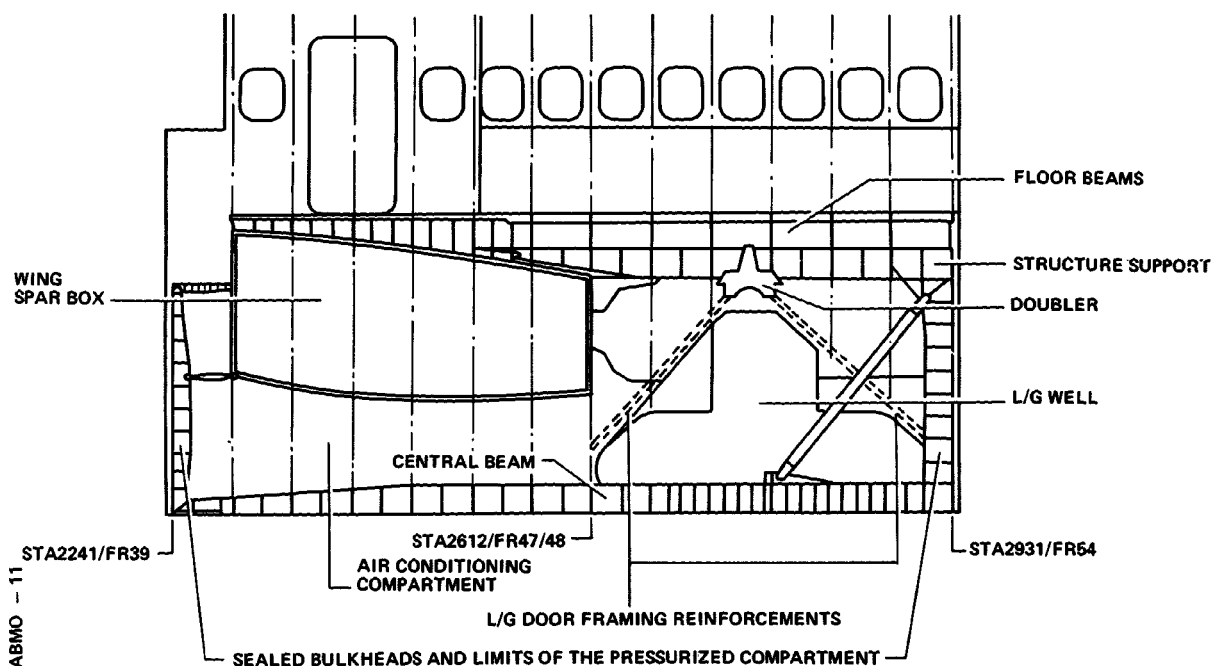 FLOOR BEAMS
STRUCTURE SUPPORT
WING
SPAR BOX
DOUBLER
L/G WELL
CENTRAL BEAM
STA2241/FR39
STA2612/FR47/48
STA2931/FR54
AIR CONDITIONING
COMPARTMENT
L/G DOOR FRAMING REINFORCEMENTS
SEALED BULKHEADS AND LIMITS OF THE PRESSURIZED COMPARTMENT
ABMO - 11